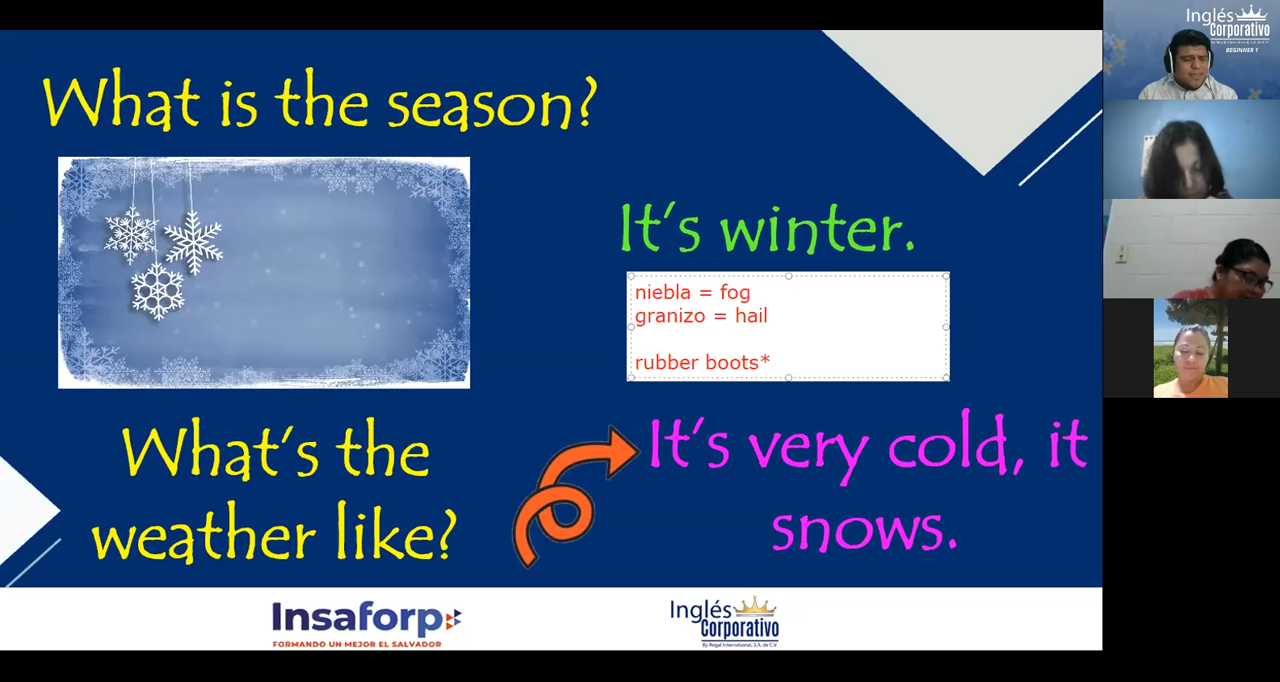 What is the season?
It's winter.
niebla = fog
granizo = hail
rubber boots*
What's the
weather like?
It's very cold, it
snows.
Insaforp
FORMANDO UN MEJOR EL SALVADOR
Inglés
Corporativo
By Regal International, S.A. de C.V.
Inglés
Corporativo
BEGINNER 1